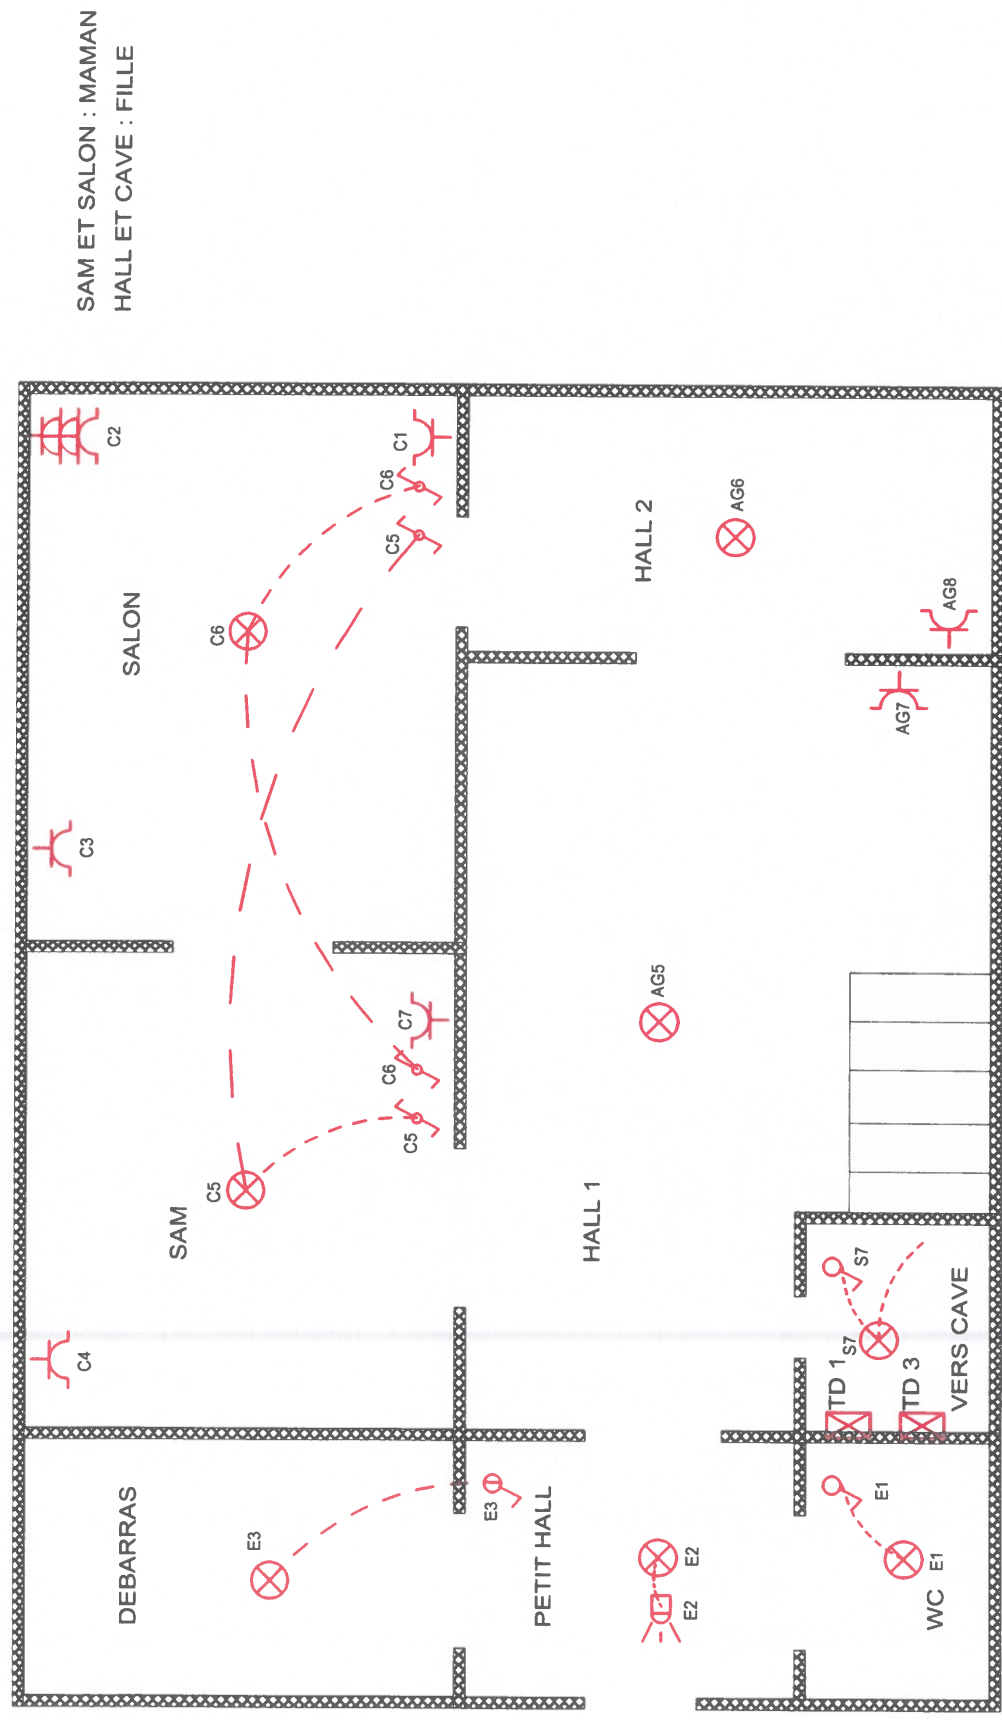 SAM ET SALON : MAMAN
HALL ET CAVE : FILLE
DEBARRAS
E3
C4
SAM
C5
C3
SALON
C6
C2
C5
C6
C7
C5
C6
C1
E3
PETIT HALL
HALL 1
HALL 2
E2
E2
AG5
AG6
E1
TD 1
S7
S7
AG7
WC
E1
TD 3
VERS CAVE
AG8